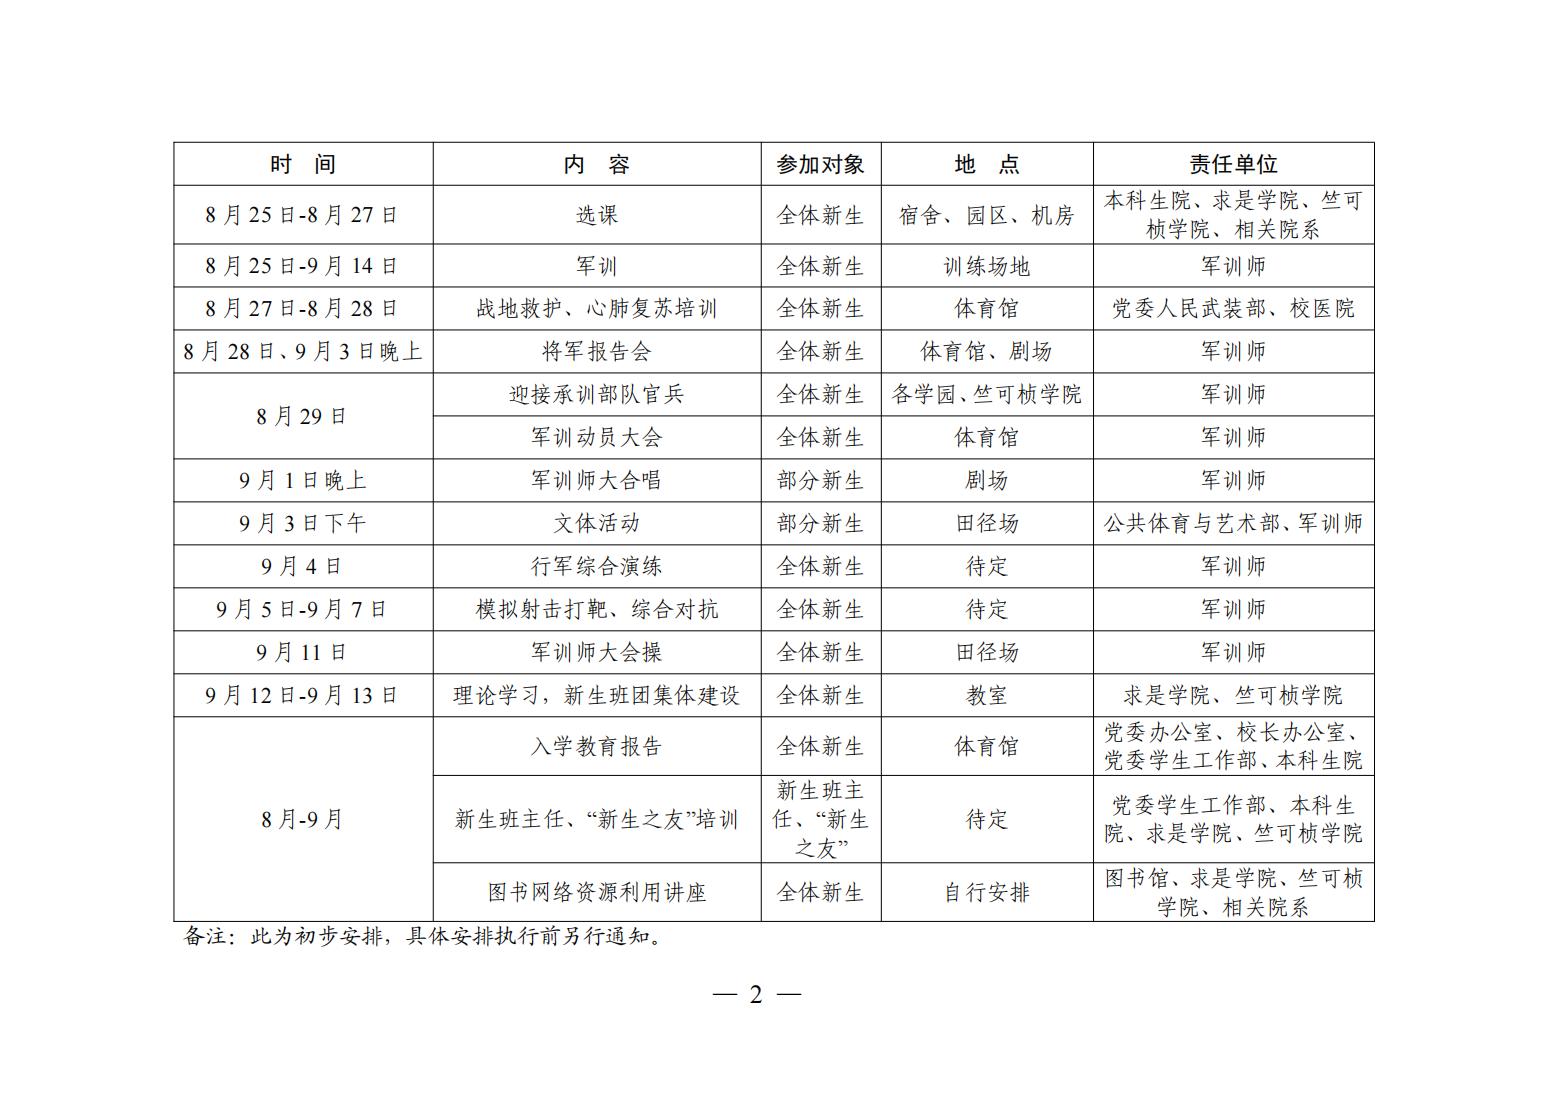 时 间 内 容 参加对象 地 点 责任单位
8 月 25 日-8 月 27 日 选课 全体新生 宿舍、园区、机房 本科生院、求是学院、竺可
桢学院、相关院系
8 月 25 日-9 月 14 日 军训 全体新生 训练场地 军训师
8 月 27 日-8 月 28 日 战地救护、心肺复苏培训 全体新生 体育馆 党委人民武装部、校医院
8 月 28 日、9 月 3 日晚上 将军报告会 全体新生 体育馆、剧场 军训师
8 月 29 日 迎接承训部队官兵 全体新生 各学园、竺可桢学院 军训师
军训动员大会 全体新生 体育馆 军训师
9 月 1 日晚上 军训师大合唱 部分新生 剧场 军训师
9 月 3 日下午 文体活动 部分新生 田径场 公共体育与艺术部、军训师
9 月 4 日 行军综合演练 全体新生 待定 军训师
9 月 5 日-9 月 7 日 模拟射击打靶、综合对抗 全体新生 待定 军训师
9 月 11 日 军训师大会操 全体新生 田径场 军训师
9 月 12 日-9 月 13 日 理论学习，新生班团集体建设 全体新生 教室 求是学院、竺可桢学院
8 月-9 月 入学教育报告 全体新生 体育馆 党委办公室、校长办公室、
党委学生工作部、本科生院
新生班主任、“新生之友”培训 新生班主
任、“新生
之友” 待定 党委学生工作部、本科生
院、求是学院、竺可桢学院
图书网络资源利用讲座 全体新生 自行安排 图书馆、求是学院、竺可桢
学院、相关院系
备注：此为初步安排，具体安排执行前另行通知。
— 2 —